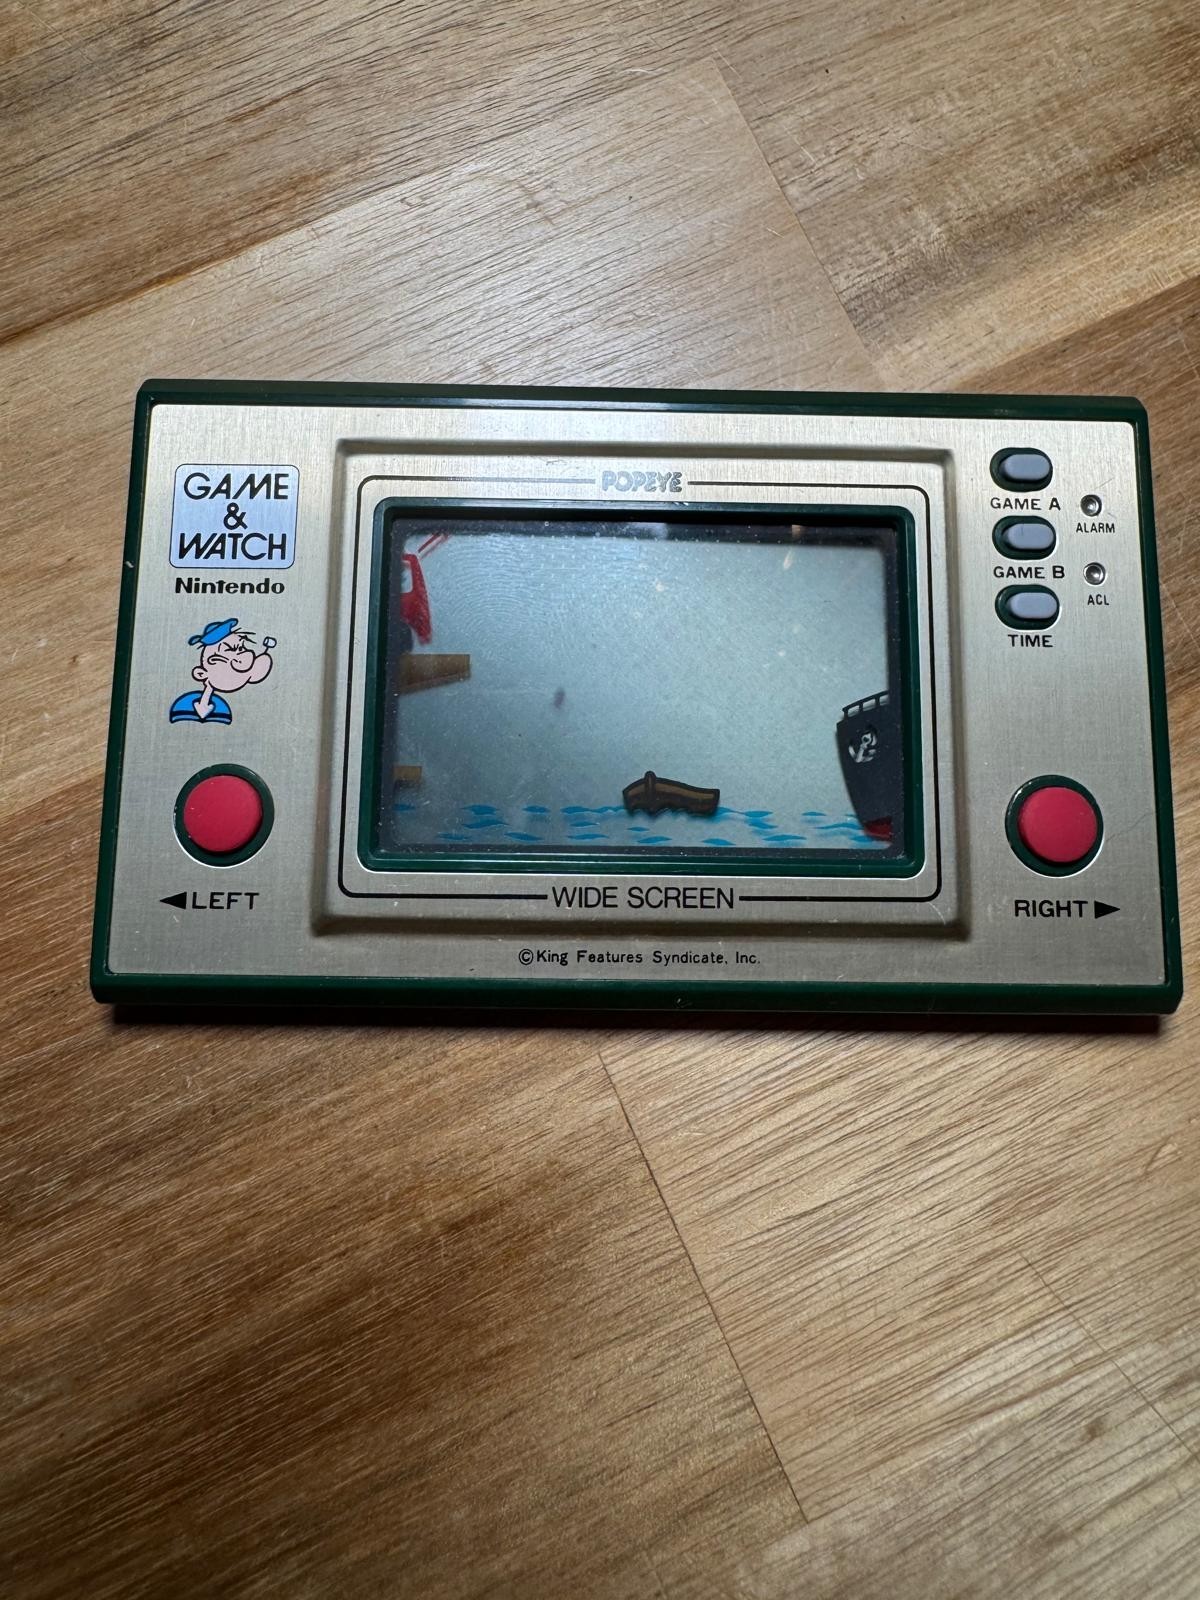 POPEYE
GAME
&
WATCH
Nintendo
GAME A
ALARM
GAME B
ACL
TIME
◀LEFT
WIDE SCREEN
RIGHT▶
©King Features Syndicate, Inc.